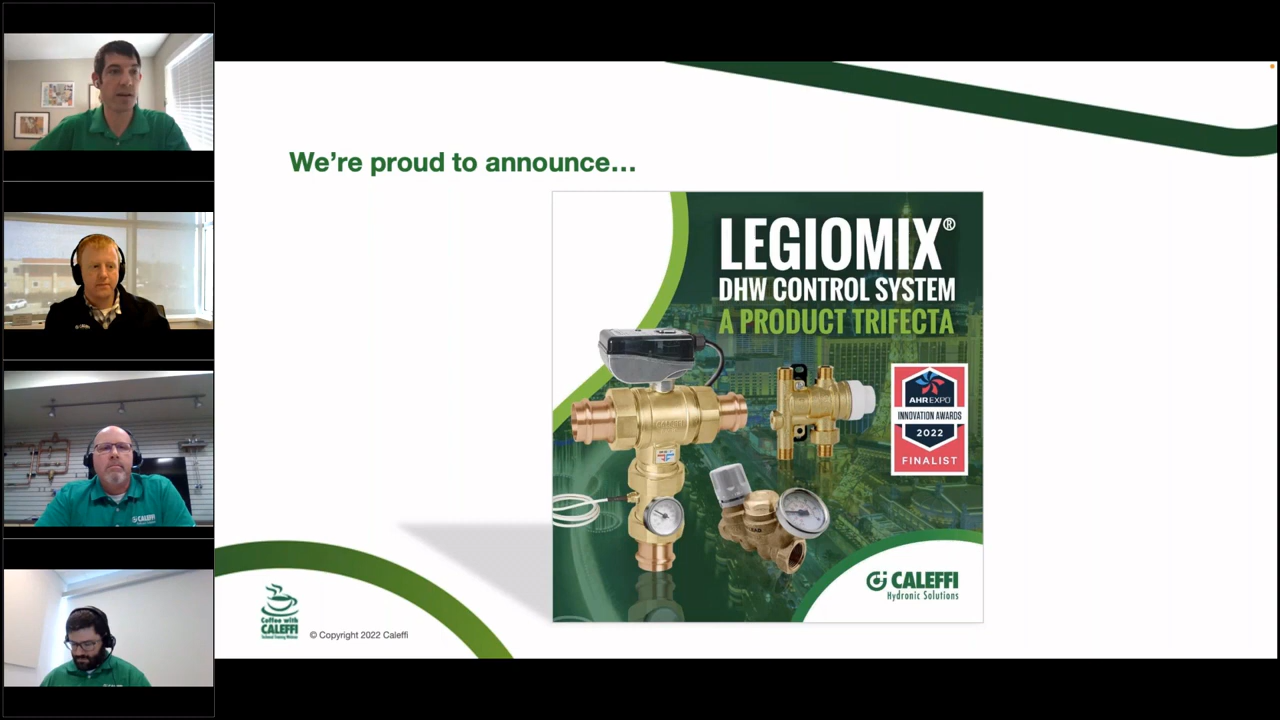 We're proud to announce...
LEGIOMIX®
DHW CONTROL SYSTEM
A PRODUCT TRIFECTA
AHR EXPO
INNOVATION AWARDS
2022
FINALIST
CALEFFI
Hydronic Solutions
Coffee with
CALEFFI
© Copyright 2022 Caleffi
CALEFFI